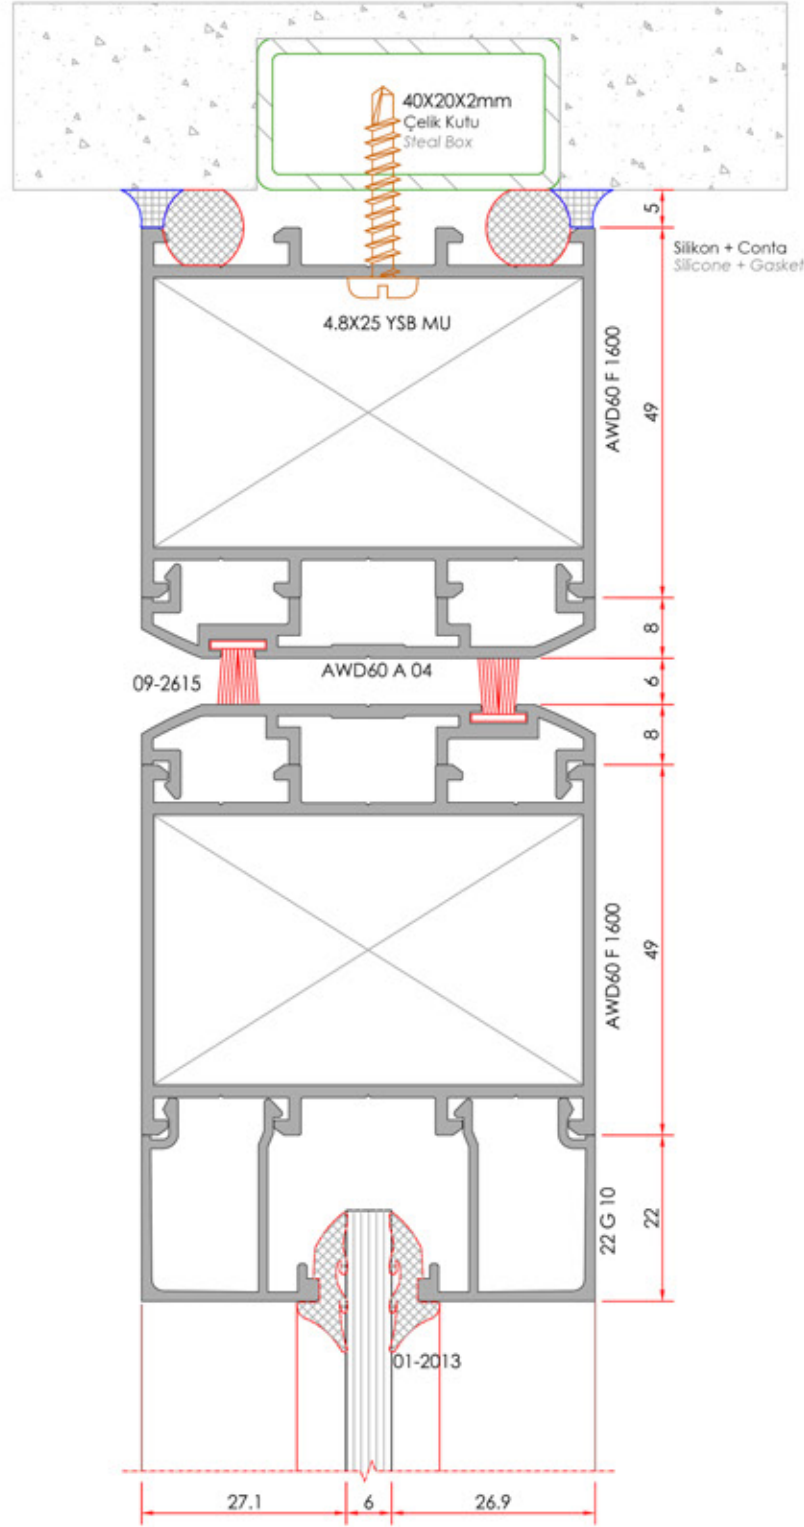 40X20X2mm
Çelik Kutu
Steal Box
5
Silikon + Conta
Silicone + Gasket
4.8X25 YSB MU
AWD60 F 1600
49
8
09-2615
AWD60 A 04
6
8
AWD60 F 1600
49
22 G 10
22
01-2013
27.1
6
26.9